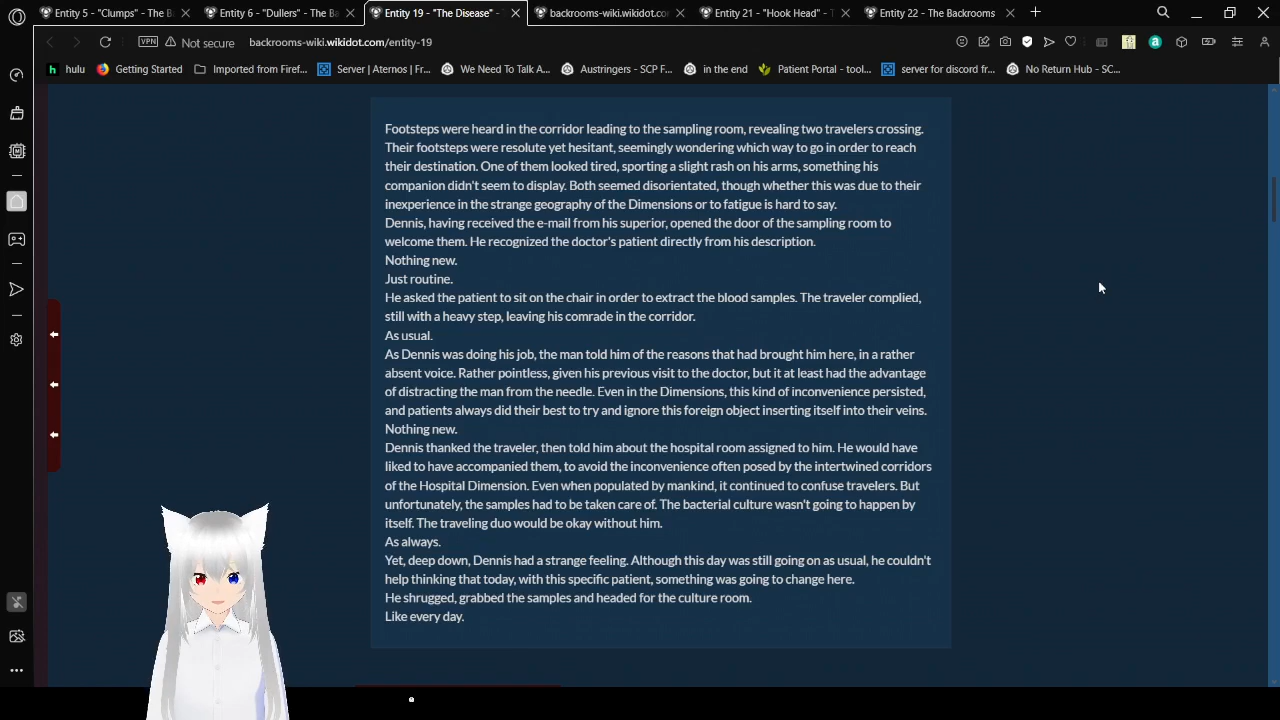 Entity 5 - "Clumps" - The B
Entity 6 - "Dullers" - The Ba
Entity 19 - "The Disease" -
backrooms-wiki.wikidot.co
Entity 21 - "Hook Head" - T
Entity 22 - The Backrooms
VPN
Not secure
backrooms-wiki.wikidot.com/entity-19
hulu
Getting Started
Imported from Firef...
Server | Aternos | Fr...
We Need To Talk A...
Austringers - SCP F...
in the end
Patient Portal - tool...
server for discord fr...
No Return Hub - SC...
Footsteps were heard in the corridor leading to the sampling room, revealing two travelers crossing.
Their footsteps were resolute yet hesitant, seemingly wondering which way to go in order to reach
their destination. One of them looked tired, sporting a slight rash on his arms, something his
companion didn't seem to display. Both seemed disorientated, though whether this was due to their
inexperience in the strange geography of the Dimensions or to fatigue is hard to say.
Dennis, having received the e-mail from his superior, opened the door of the sampling room to
welcome them. He recognized the doctor's patient directly from his description.
Nothing new.
Just routine.
He asked the patient to sit on the chair in order to extract the blood samples. The traveler complied,
still with a heavy step, leaving his comrade in the corridor.
As usual.
As Dennis was doing his job, the man told him of the reasons that had brought him here, in a rather
absent voice. Rather pointless, given his previous visit to the doctor, but it at least had the advantage
of distracting the man from the needle. Even in the Dimensions, this kind of inconvenience persisted,
and patients always did their best to try and ignore this foreign object inserting itself into their veins.
Nothing new.
Dennis thanked the traveler, then told him about the hospital room assigned to him. He would have
liked to have accompanied them, to avoid the inconvenience often posed by the intertwined corridors
of the Hospital Dimension. Even when populated by mankind, it continued to confuse travelers. But
unfortunately, the samples had to be taken care of. The bacterial culture wasn't going to happen by
itself. The traveling duo would be okay without him.
As always.
Yet, deep down, Dennis had a strange feeling. Although this day was still going on as usual, he couldn't
help thinking that today, with this specific patient, something was going to change here.
He shrugged, grabbed the samples and headed for the culture room.
Like every day.